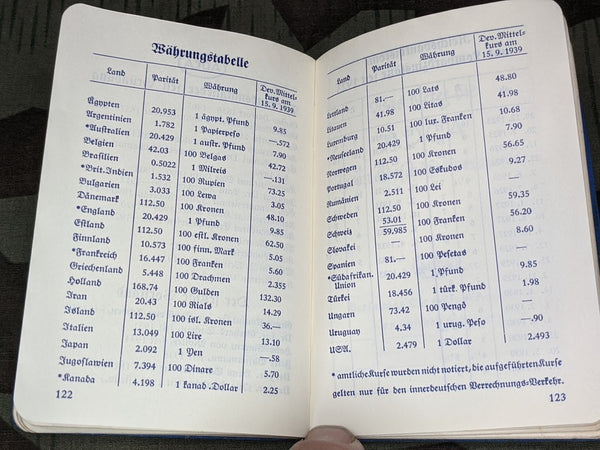 Währungstabelle
Land Parität Währung Dev.Mittel-
kurs am
15.9.1939
Ägypten 20.953 1 ägypt. Pfund 9.85
Argentinien 1.782 1 Papierpeso —.572
*Australien 20.429 1 austr. Pfund 7.90
Belgien 42.03 100 Belgas 42.72
Brasilien 0.5022 1 Milreis —.131
*Brit.Indien 1.532 100 Rupien 73.25
Bulgarien 3.033 100 Lewa 3.05
Dänemark 112.50 100 Kronen 48.10
*England 20.429 1 Pfund 9.85
Estland 112.50 100 estl. Kronen 62.50
Finnland 10.573 100 finn. Mark 5.05
*Frankreich 16.447 100 Franken 5.60
Griechenland 5.448 100 Drachmen 2.355
Holland 168.74 100 Gulden 132.30
Iran 20.43 100 Rials 14.29
Island 112.50 100 isl. Kronen 36.—
Italien 13.049 100 Lire 13.10
Japan 2.092 1 Yen —.58
Jugoslawien 7.394 100 Dinare 5.70
*Kanada 4.198 1 kanad. Dollar 2.25
122
Land Parität Währung Dev.Mittel-
kurs am
15.9.1939
Lettland 81.— 100 Lats 48.80
Litauen 41.98 100 Litas 41.98
Luxemburg 10.51 100 lux. Franken 10.68
*Neuseeland 20.429 1 Pfund 7.90
Norwegen 112.50 100 Kronen 56.65
Portugal 18.572 100 Eskudos 9.27
Rumänien 2.511 100 Lei —
Schweden 112.50 100 Kronen 59.35
Schweiz 53.01 100 Franken 56.20
59.985
Slovakei — 100 Kronen 8.60
Spanien 81.— 100 Pesetas —
*Südafrikan.
Union 20.429 1 Pfund 9.85
Türkei 18.456 1 türk. Pfund 1.98
Ungarn 73.42 100 Pengö —
Uruguay 4.34 1 urug. Peso —.90
USA. 2.479 1 Dollar 2.493
* amtliche Kurse wurden nicht notiert, die aufgeführten Kurse
gelten nur für den innerdeutschen Verrechnungs=Verkehr.
123